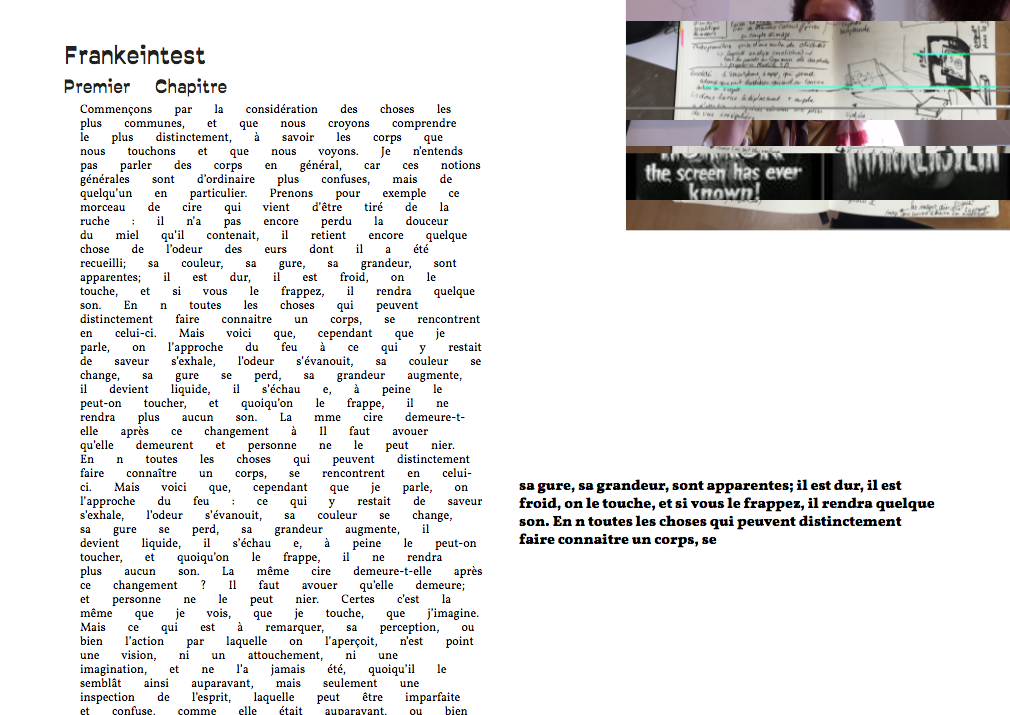 Frankeintest
Premier Chapitre
Commençons par la considération des choses les
plus communes, et que nous croyons comprendre
le plus distinctement, à savoir les corps que
nous touchons et que nous voyons. Je n'entends
pas parler des corps en général, car ces notions
générales sont d'ordinaire plus confuses, mais de
quelqu'un en particulier. Prenons pour exemple ce
morceau de cire qui vient d'être tiré de la
ruche : il n'a pas encore perdu la douceur
du miel qu'il contenait, il retient encore quelque
chose de l'odeur des eurs dont il a été
recueilli; sa couleur, sa gure, sa grandeur, sont
apparentes; il est dur, il est froid, on le
touche, et si vous le frappez, il rendra quelque
son. En n toutes les choses qui peuvent
distinctement faire connaitre un corps, se rencontrent
en celui-ci. Mais voici que, cependant que je
parle, on l'approche du feu à ce qui y restait
de saveur s'exhale, l'odeur s'évanouit, sa couleur se
change, sa gure se perd, sa grandeur augmente,
il devient liquide, il s'échau e, à peine le
peut-on toucher, et quoiqu'on le frappe, il ne
rendra plus aucun son. La mme cire demeure-t-
elle après ce changement à Il faut avouer
qu'elle demeurent et personne ne le peut nier.
En n toutes les choses qui peuvent distinctement
faire connaître un corps, se rencontrent en celui-
ci. Mais voici que, cependant que je parle, on
l'approche du feu : ce qui y restait de saveur
s'exhale, l'odeur s'évanouit, sa couleur se change,
sa gure se perd, sa grandeur augmente, il
devient liquide, il s'échau e, à peine le peut-on
toucher, et quoiqu'on le frappe, il ne rendra
plus aucun son. La même cire demeure-t-elle après
ce changement ? Il faut avouer qu'elle demeure;
et personne ne le peut nier. Certes c'est la
même que je vois, que je touche, que j'imagine.
Mais ce qui est à remarquer, sa perception, ou
bien l'action par laquelle on l'aperçoit, n'est point
une vision, ni un attouchement, ni une
imagination, et ne l'a jamais été, quoiqu'il le
semblât ainsi auparavant, mais seulement une
inspection de l'esprit, laquelle peut être imparfaite
et confuse, comme elle était auparavant, ou bien
the screen has ever
known!
FRANKENSTEIN
sa gure, sa grandeur, sont apparentes; il est dur, il est
froid, on le touche, et si vous le frappez, il rendra quelque
son. En n toutes les choses qui peuvent distinctement
faire connaitre un corps, se